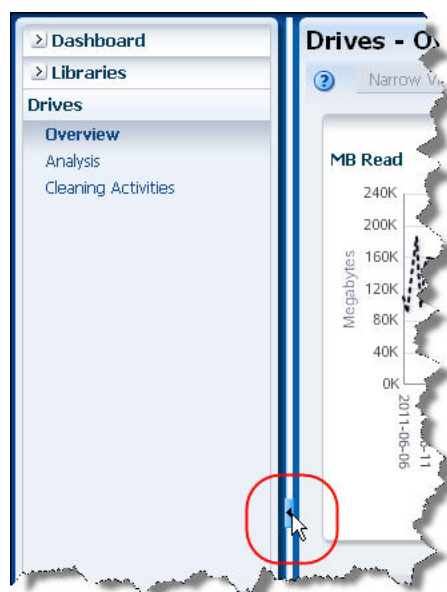 Dashboard
Libraries
Drives
Overview
Analysis
Cleaning Activities
Drives -
Narrow
MB Read
240K
200K
160K
120K
80K
40K
0K
Megabytes
2011-06-06